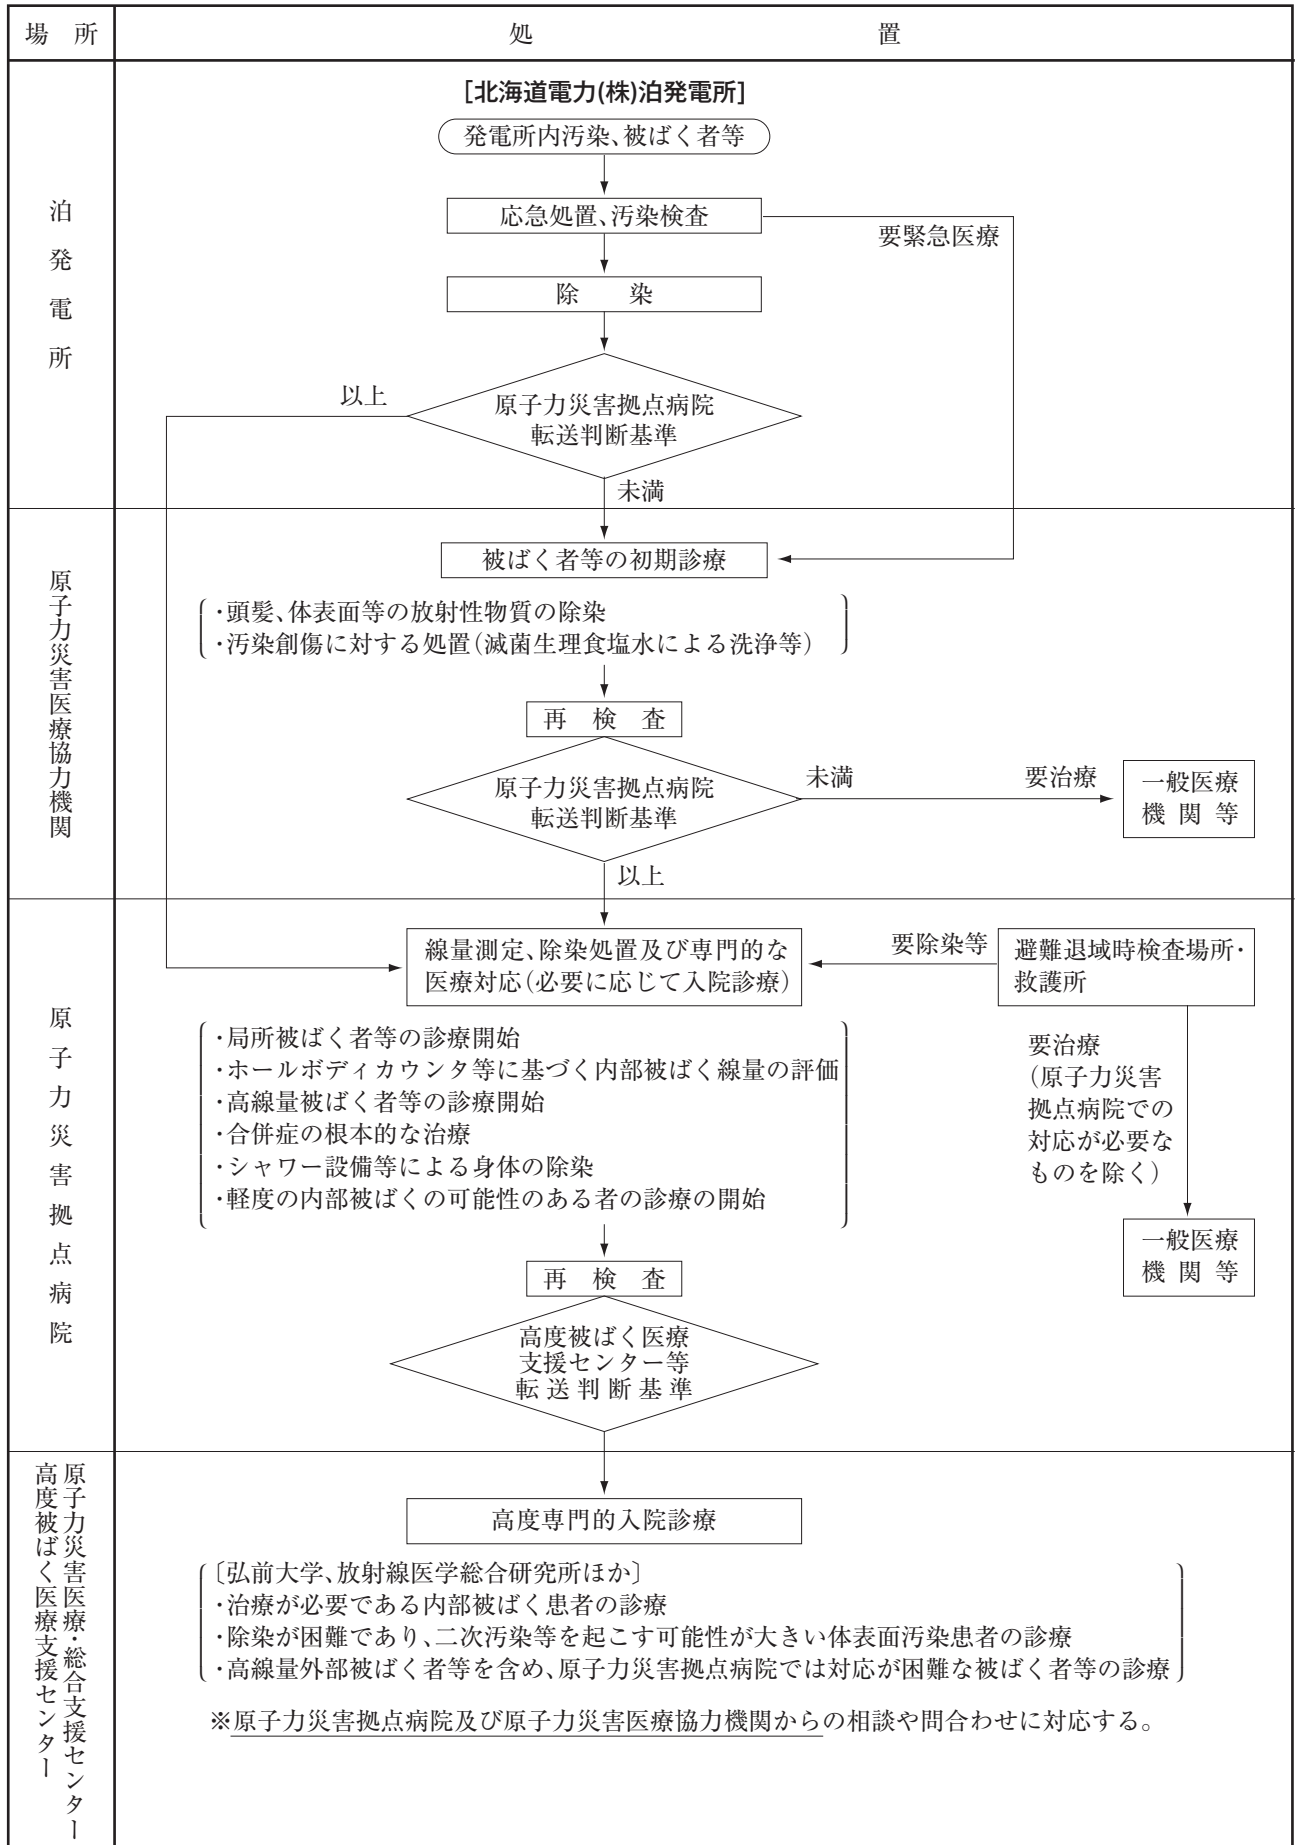 場　所
処　置
[北海道電力(株)泊発電所]
泊発電所
発電所内汚染、被ばく者等
応急処置、汚染検査
要緊急医療
除　染
以上
原子力災害拠点病院
転送判断基準
未満
原子力災害医療協力機関
被ばく者等の初期診療
・頭髪、体表面等の放射性物質の除染
・汚染創傷に対する処置(滅菌生理食塩水による洗浄等)
再　検　査
原子力災害拠点病院
転送判断基準
未満
要治療
一般医療
機 関 等
以上
原子力災害拠点病院
線量測定、除染処置及び専門的な
医療対応(必要に応じて入院診療)
要除染等
避難退域時検査場所・
救護所
・局所被ばく者等の診療開始
・ホールボディカウンタ等に基づく内部被ばく線量の評価
・高線量被ばく者等の診療開始
・合併症の根本的な治療
・シャワー設備等による身体の除染
・軽度の内部被ばくの可能性のある者の診療の開始
要治療
(原子力災害
拠点病院での
対応が必要な
ものを除く)
一般医療
機 関 等
再　検　査
高度被ばく医療
支援センター等
転 送 判 断 基 準
原子力災害医療・総合支援センター
高度被ばく医療支援センター
高度専門的入院診療
〔弘前大学、放射線医学総合研究所ほか〕
・治療が必要である内部被ばく患者の診療
・除染が困難であり、二次汚染等を起こす可能性が大きい体表面汚染患者の診療
・高線量外部被ばく者等を含め、原子力災害拠点病院では対応が困難な被ばく者等の診療
※原子力災害拠点病院及び原子力災害医療協力機関からの相談や問合わせに対応する。